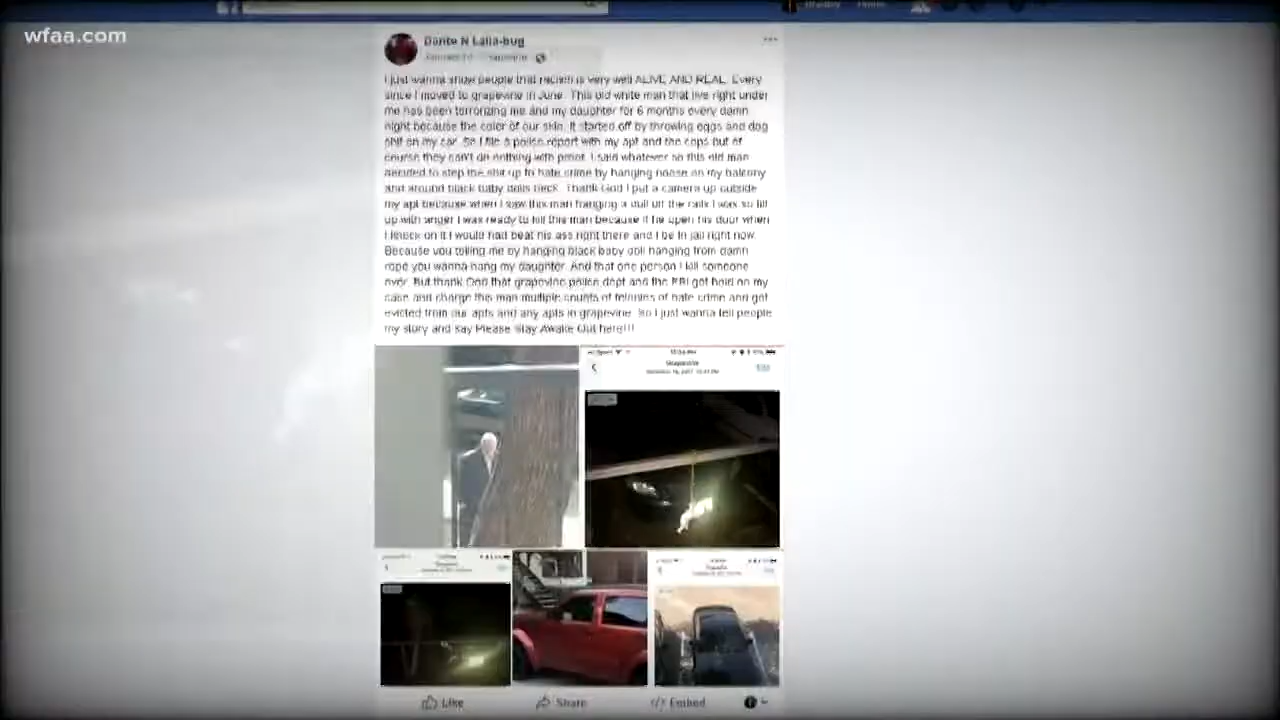 wfaa.com
Dante N Laila-bug
I just wanna show people that racism is very well ALIVE AND REAL. Every
since I moved to grapevine in June. This old white man that live right under
me has been terrorizing me and my daughter for 6 months every damn
night because the color of our skin. It started off by throwing eggs and dog
shit on my car. So I file a police report with my apt and the cops but of
course they can't do nothing with proof. I said whatever so this old man
decided to step the shit up to hate crime by hanging noose on my balcony
and around black baby dolls neck. Thank God I put a camera up outside
my apt because when I saw this man hanging a doll off the rails I was so fill
up with anger I was ready to kill this man because if he open his door when
I knock on it I would had beat his ass right there and I be in jail right now.
Because you telling me by hanging black baby doll hanging from damn
rope you wanna hang my daughter. And that one person I kill someone
over. But thank God that grapevine police dept and the FBI got hold on my
case and charge this man multiple counts of felonies of hate crime and got
evicted from our apts and any apts in grapevine. So I just wanna tell people
my story and say Please Stay Awake Out here!!!
Like Share </> Embed